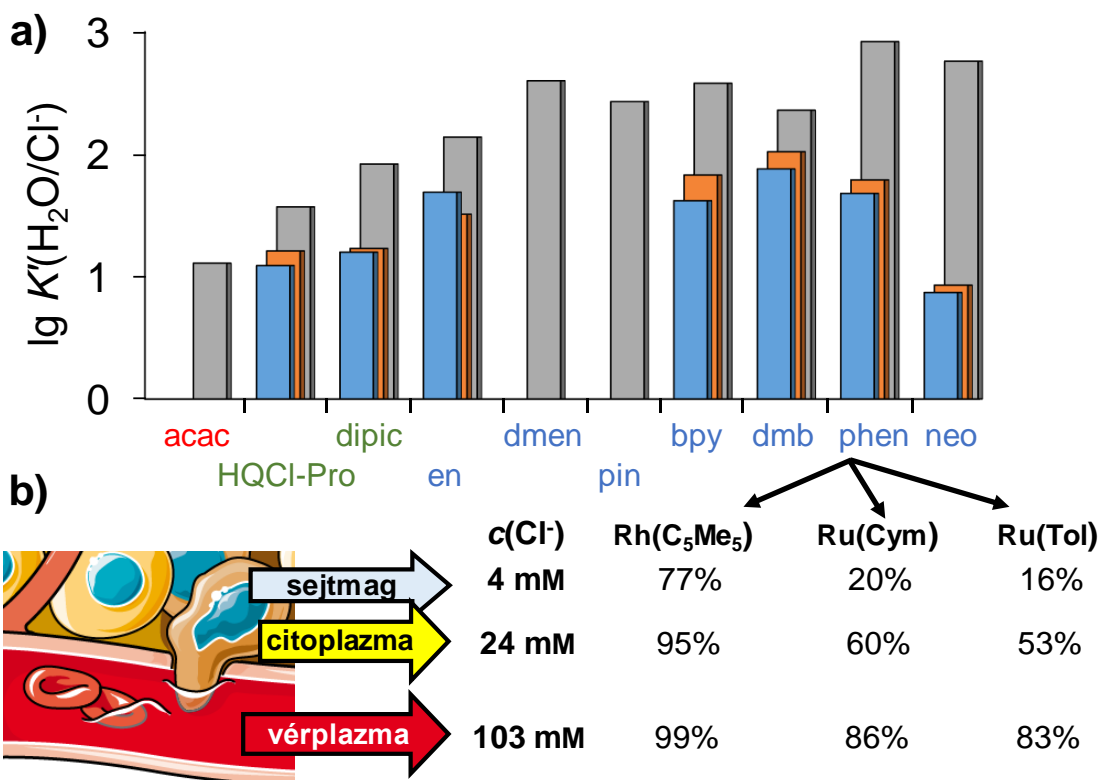 a)
lg K'(H₂O/Cl⁻)
3
2
1
0
acac dipic dmen bpy dmb phen neo
HQCl-Pro en pin
b)
c(Cl⁻) Rh(C₅Me₅) Ru(Cym) Ru(Tol)
sejtmag 4 mM 77% 20% 16%
citoplazma 24 mM 95% 60% 53%
vérplazma 103 mM 99% 86% 83%